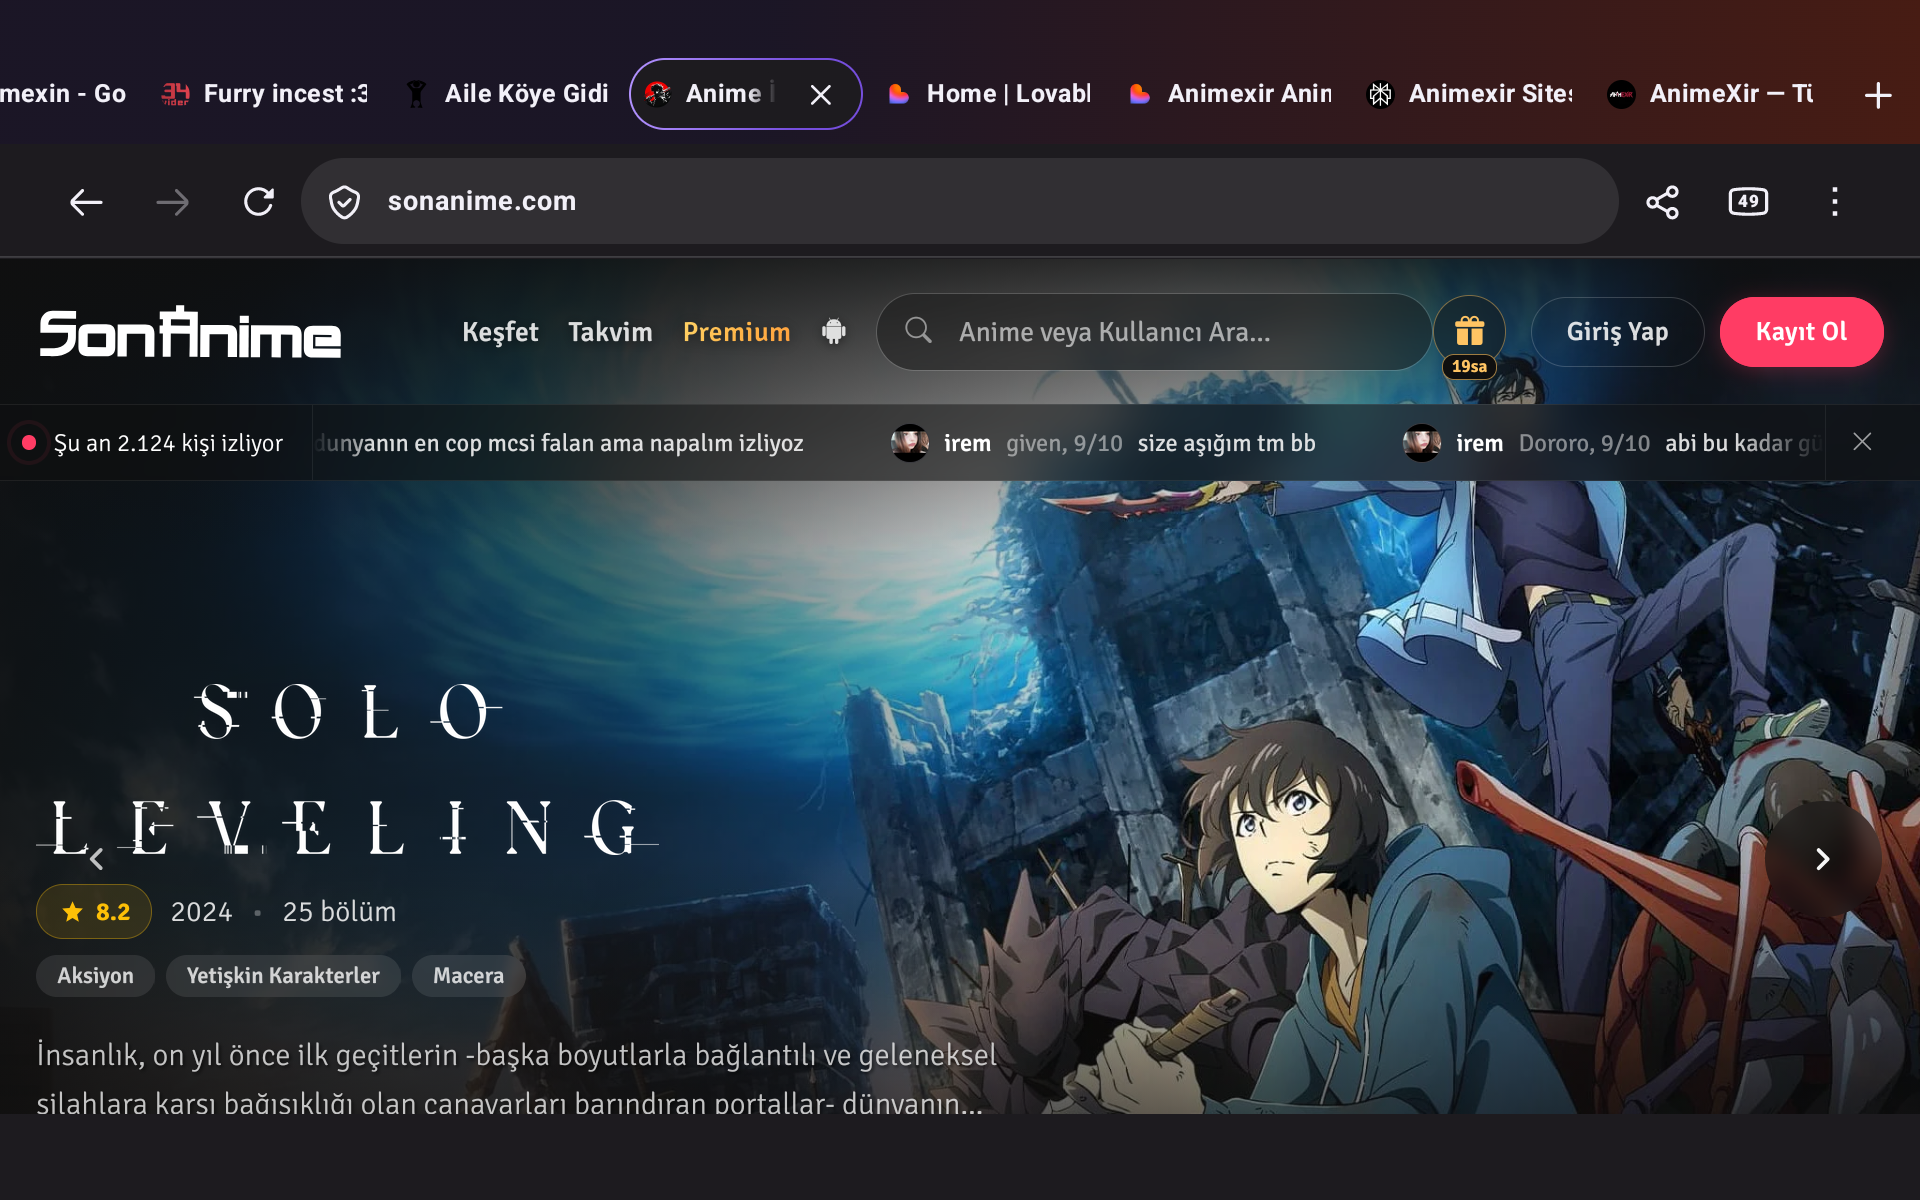 mexin - Go
Furry incest :3
Aile Köye Gidi
Anime İ
Home | Lovabl
Animexir Anin
Animexir Sites
AnimeXir — Tü
sonanime.com
49
SonAnime
Keşfet
Takvim
Premium
Anime veya Kullanıcı Ara...
19sa
Giriş Yap
Kayıt Ol
Şu an 2.124 kişi izliyor
dunyanın en cop mcsi falan ama napalım izliyoz
irem given, 9/10 size aşığım tm bb
irem Dororo, 9/10 abi bu kadar gü
SOLO
LEVELING
8.2
2024 • 25 bölüm
Aksiyon
Yetişkin Karakterler
Macera
İnsanlık, on yıl önce ilk geçitlerin -başka boyutlarla bağlantılı ve geleneksel
silahlara karşı bağışıklığı olan canavarları barındıran portallar- dünyanın...